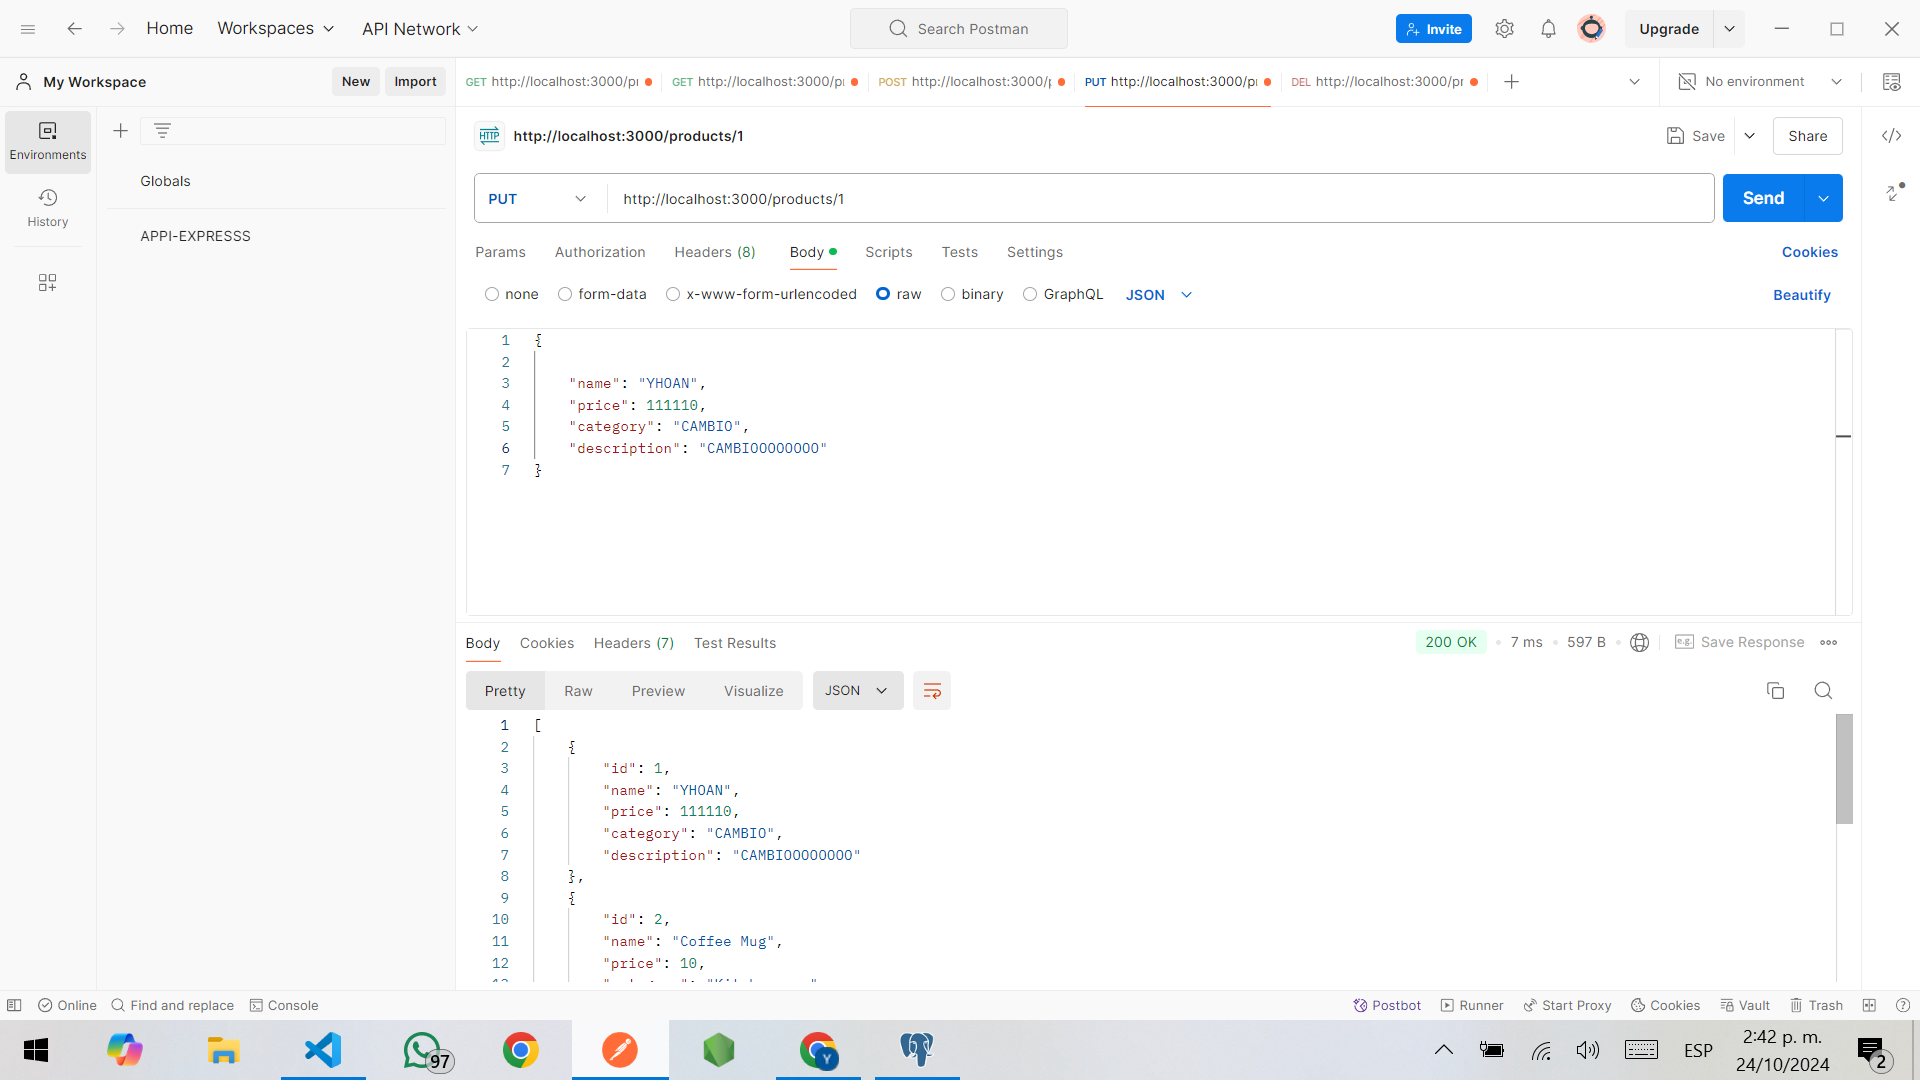 Home
Workspaces
API Network
Search Postman
Invite
Upgrade
My Workspace
New
Import
GET http://localhost:3000/pr
GET http://localhost:3000/pr
POST http://localhost:3000/p
PUT http://localhost:3000/pr
DEL http://localhost:3000/pr
No environment
Environments
History
Globals
APPI-EXPRESSS
HTTP http://localhost:3000/products/1
Save
Share
PUT
http://localhost:3000/products/1
Send
Params
Authorization
Headers (8)
Body
Scripts
Tests
Settings
Cookies
none
form-data
x-www-form-urlencoded
raw
binary
GraphQL
JSON
Beautify
1 {
2
3 "name": "YHOAN",
4 "price": 111110,
5 "category": "CAMBIO",
6 "description": "CAMBIOOOOOOOO"
7 }
Body
Cookies
Headers (7)
Test Results
200 OK
7 ms
597 B
e.g. Save Response
Pretty
Raw
Preview
Visualize
JSON
1 [
2 {
3 "id": 1,
4 "name": "YHOAN",
5 "price": 111110,
6 "category": "CAMBIO",
7 "description": "CAMBIOOOOOOOO"
8 },
9 {
10 "id": 2,
11 "name": "Coffee Mug",
12 "price": 10,
Online
Find and replace
Console
Postbot
Runner
Start Proxy
Cookies
Vault
Trash
97
Y
ESP
2:42 p. m.
24/10/2024
2